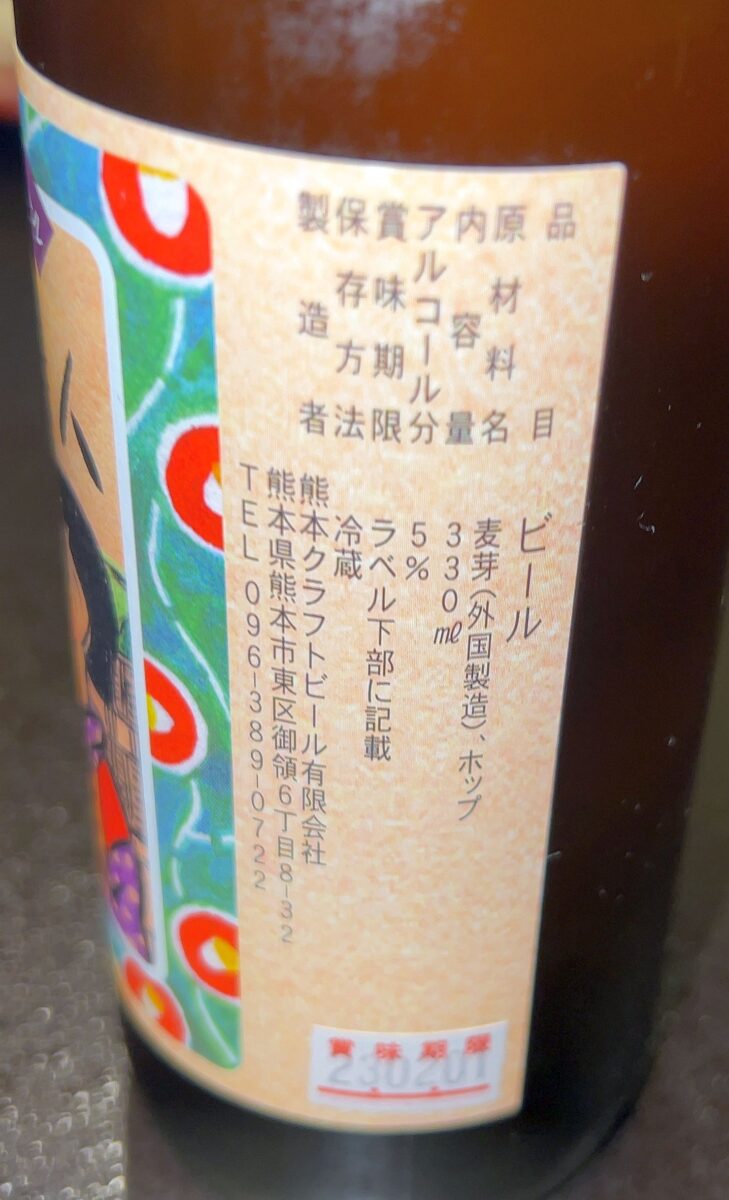 品目 ビール
原材料名 麦芽(外国製造)、ホップ
内容量 330㎖
アルコール分 5%
賞味期限 ラベル下部に記載
保存方法 冷蔵
製造者 熊本クラフトビール有限会社
熊本県熊本市東区御領6丁目8-32
TEL 096-389-0722
賞味期限
230201